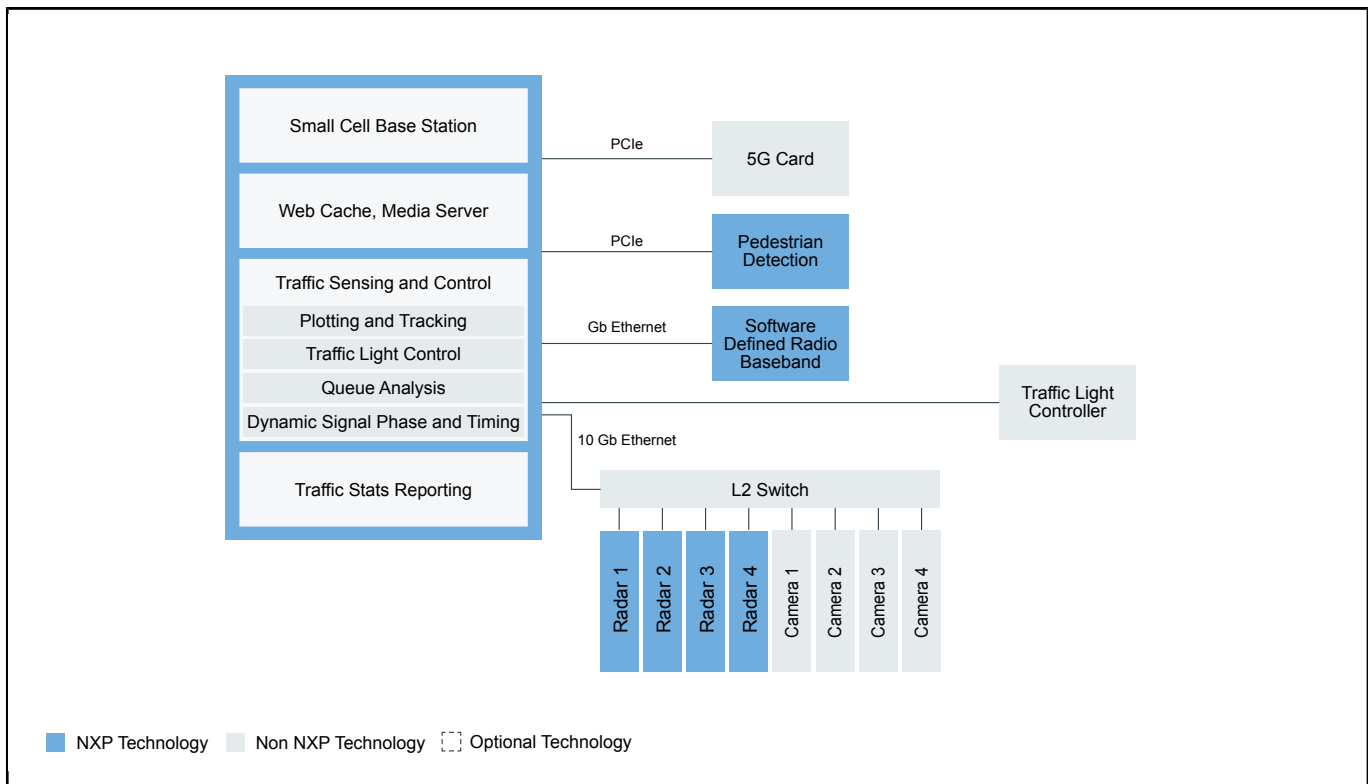 Small Cell Base Station
Web Cache, Media Server
Traffic Sensing and Control
Plotting and Tracking
Traffic Light Control
Queue Analysis
Dynamic Signal Phase and Timing
Traffic Stats Reporting
PCIe
5G Card
PCIe
Pedestrian
Detection
Gb Ethernet
Software
Defined Radio
Baseband
Traffic Light
Controller
10 Gb Ethernet
L2 Switch
Radar 1
Radar 2
Radar 3
Radar 4
Camera 1
Camera 2
Camera 3
Camera 4
NXP Technology
Non NXP Technology
Optional Technology